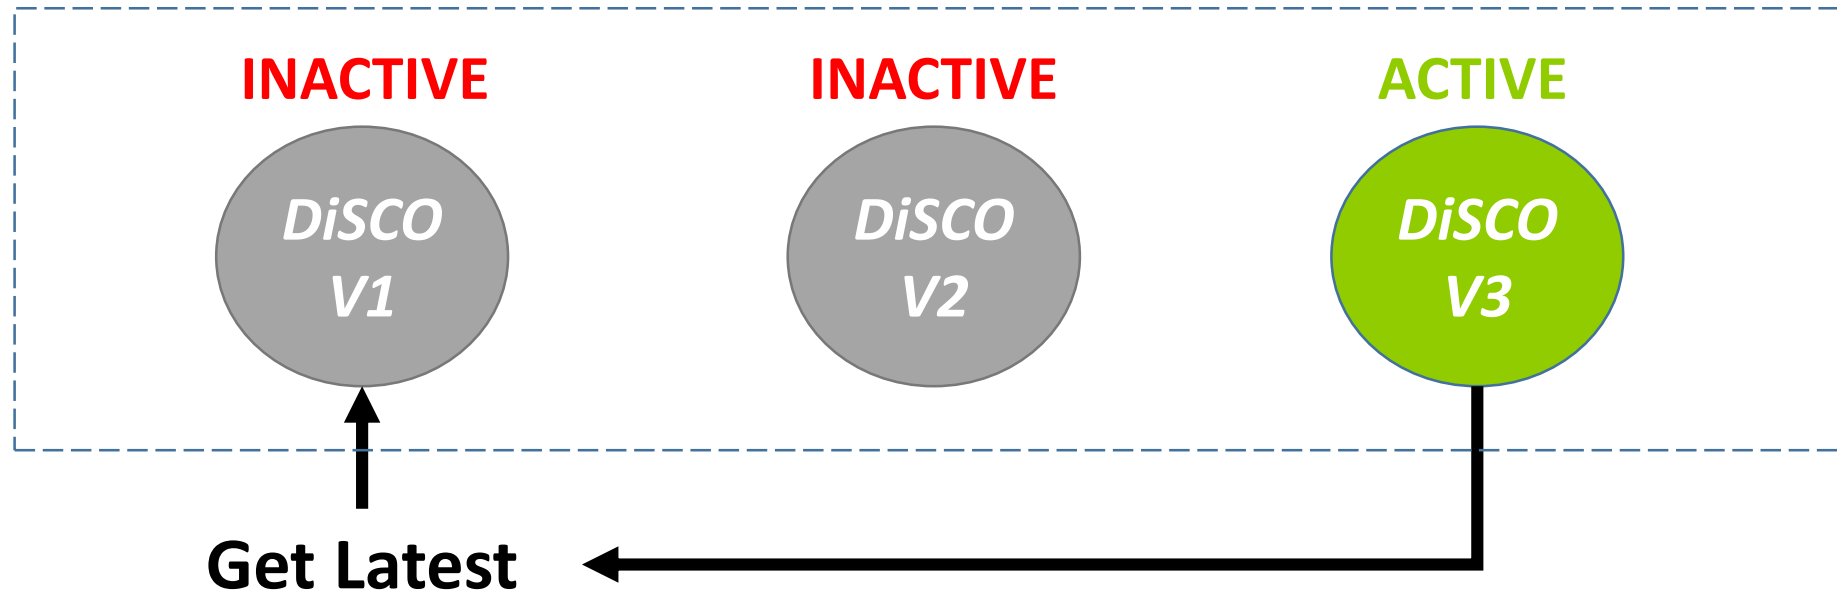 INACTIVE
INACTIVE
ACTIVE
DiSCO
V1
DiSCO
V2
DiSCO
V3
Get Latest